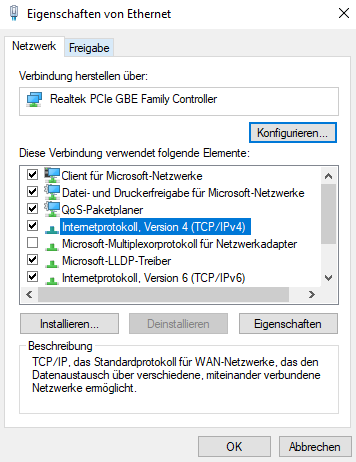 Eigenschaften von Ethernet
Netzwerk Freigabe
Verbindung herstellen über:
Realtek PCIe GBE Family Controller
Konfigurieren...
Diese Verbindung verwendet folgende Elemente:
Client für Microsoft-Netzwerke
Datei- und Druckerfreigabe für Microsoft-Netzwerke
QoS-Paketplaner
Internetprotokoll, Version 4 (TCP/IPv4)
Microsoft-Multiplexorprotokoll für Netzwerkadapter
Microsoft-LLDP-Treiber
Internetprotokoll, Version 6 (TCP/IPv6)
Installieren... Deinstallieren Eigenschaften
Beschreibung
TCP/IP, das Standardprotokoll für WAN-Netzwerke, das den
Datenaustausch über verschiedene, miteinander verbundene
Netzwerke ermöglicht.
OK Abbrechen